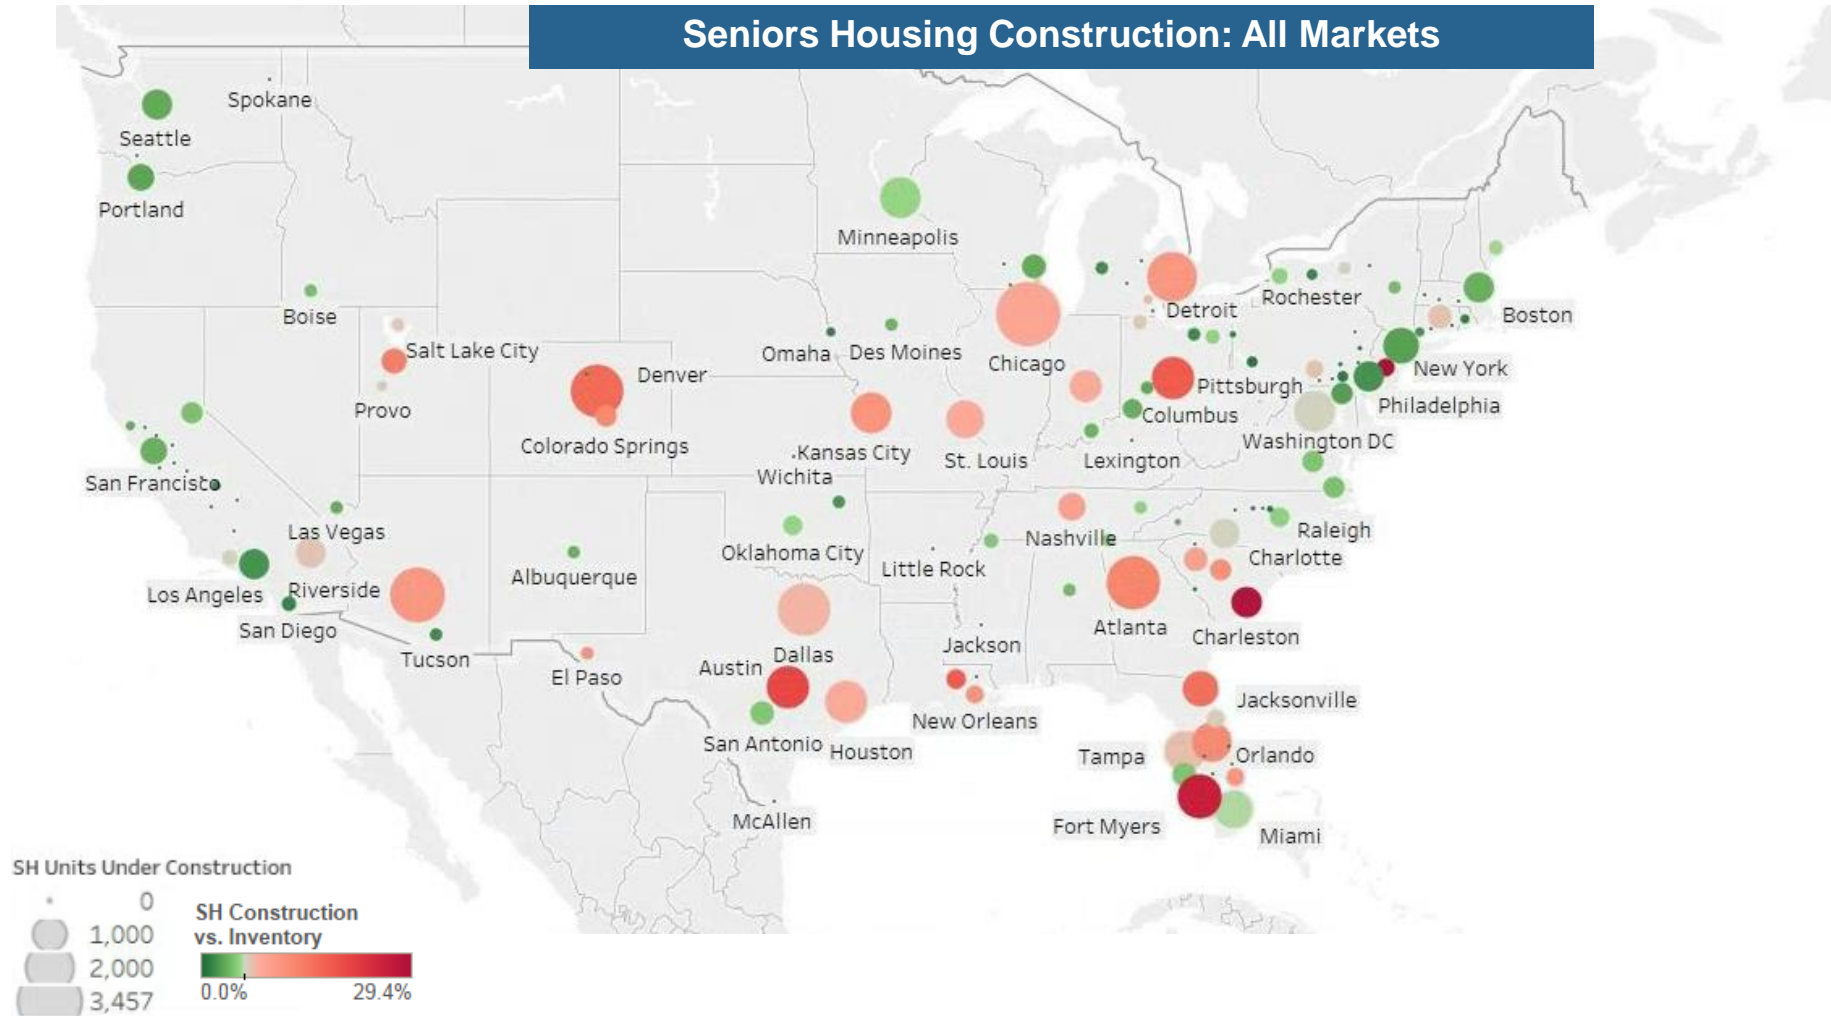 Seniors Housing Construction: All Markets
Spokane
Seattle
Portland
Minneapolis
Boise
Salt Lake City
Provo
Denver
Colorado Springs
Omaha
Des Moines
Chicago
Detroit
Rochester
Boston
New York
Pittsburgh
Philadelphia
Columbus
Washington DC
Kansas City
Wichita
St. Louis
Lexington
San Francisco
Las Vegas
Los Angeles
Riverside
San Diego
Tucson
Albuquerque
El Paso
Oklahoma City
Little Rock
Nashville
Raleigh
Charlotte
Atlanta
Charleston
Jackson
Dallas
Austin
San Antonio
Houston
New Orleans
McAllen
Jacksonville
Tampa
Orlando
Fort Myers
Miami
SH Units Under Construction
0
1,000
2,000
3,457
SH Construction
vs. Inventory
0.0%
29.4%